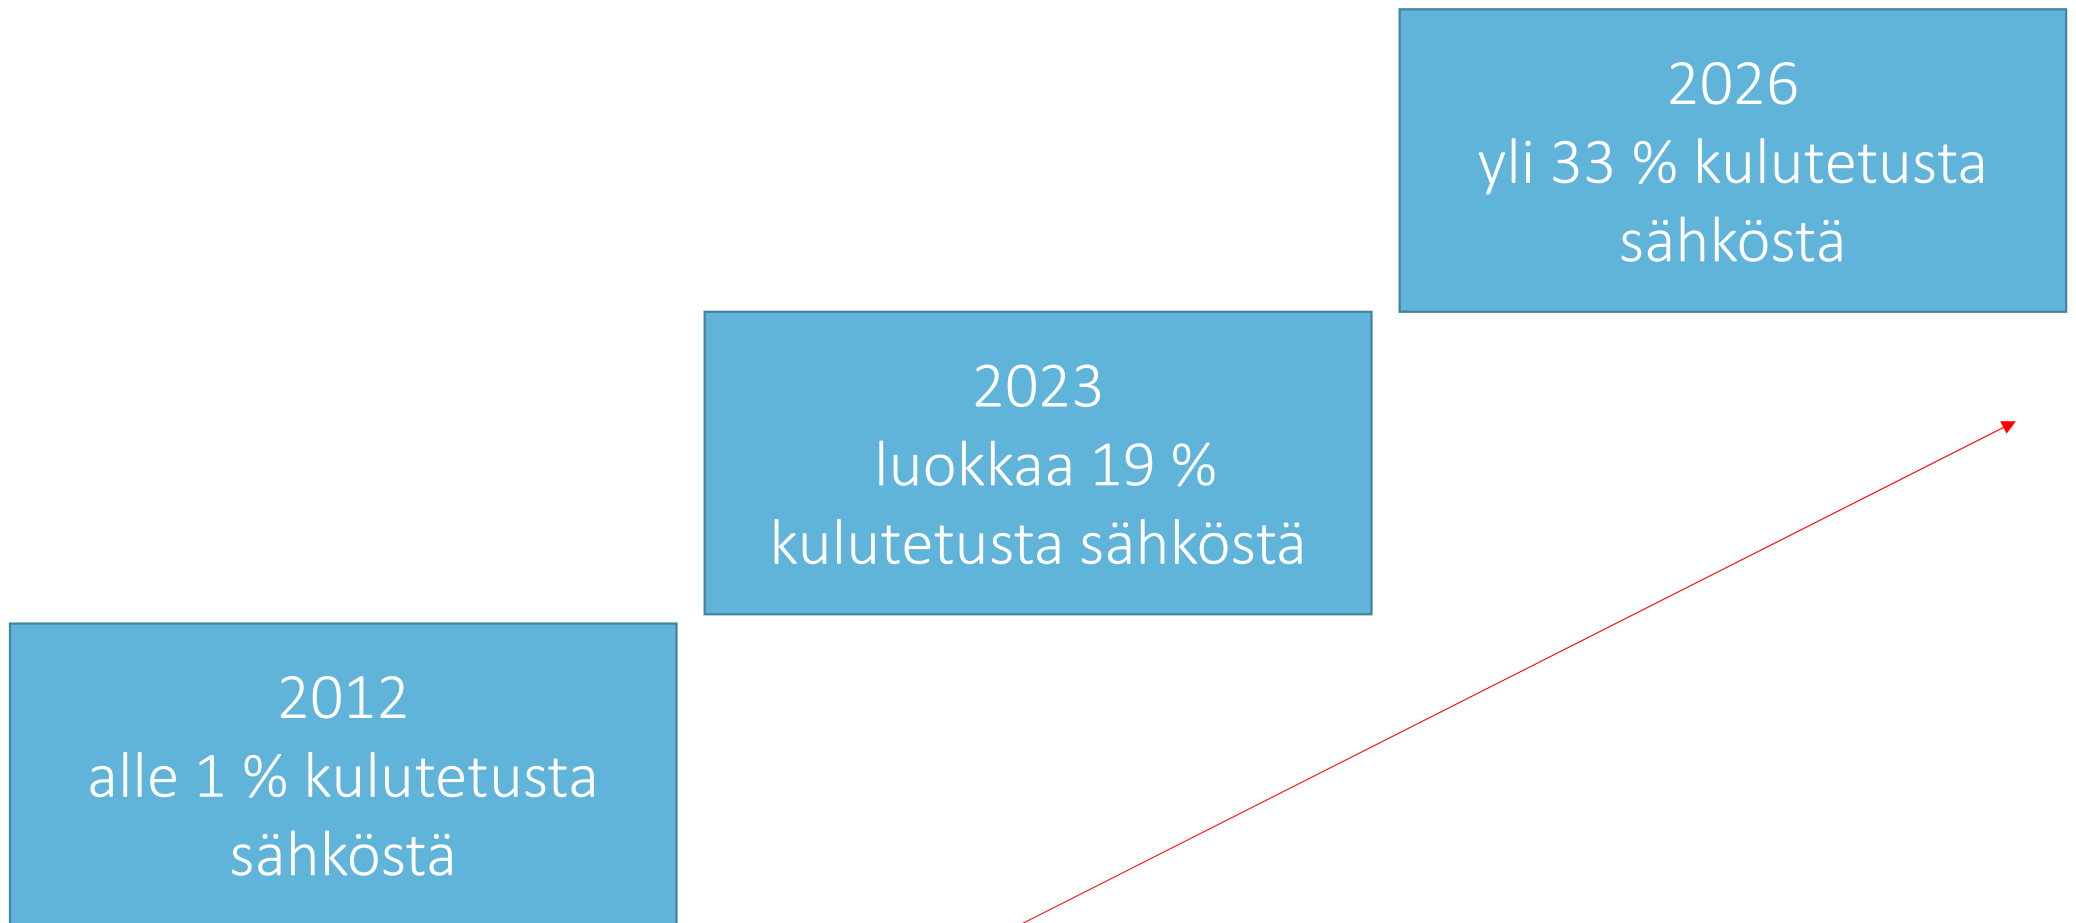 2026
yli 33 % kulutetusta
sähköstä
2023
luokkaa 19 %
kulutetusta sähköstä
2012
alle 1 % kulutetusta
sähköstä